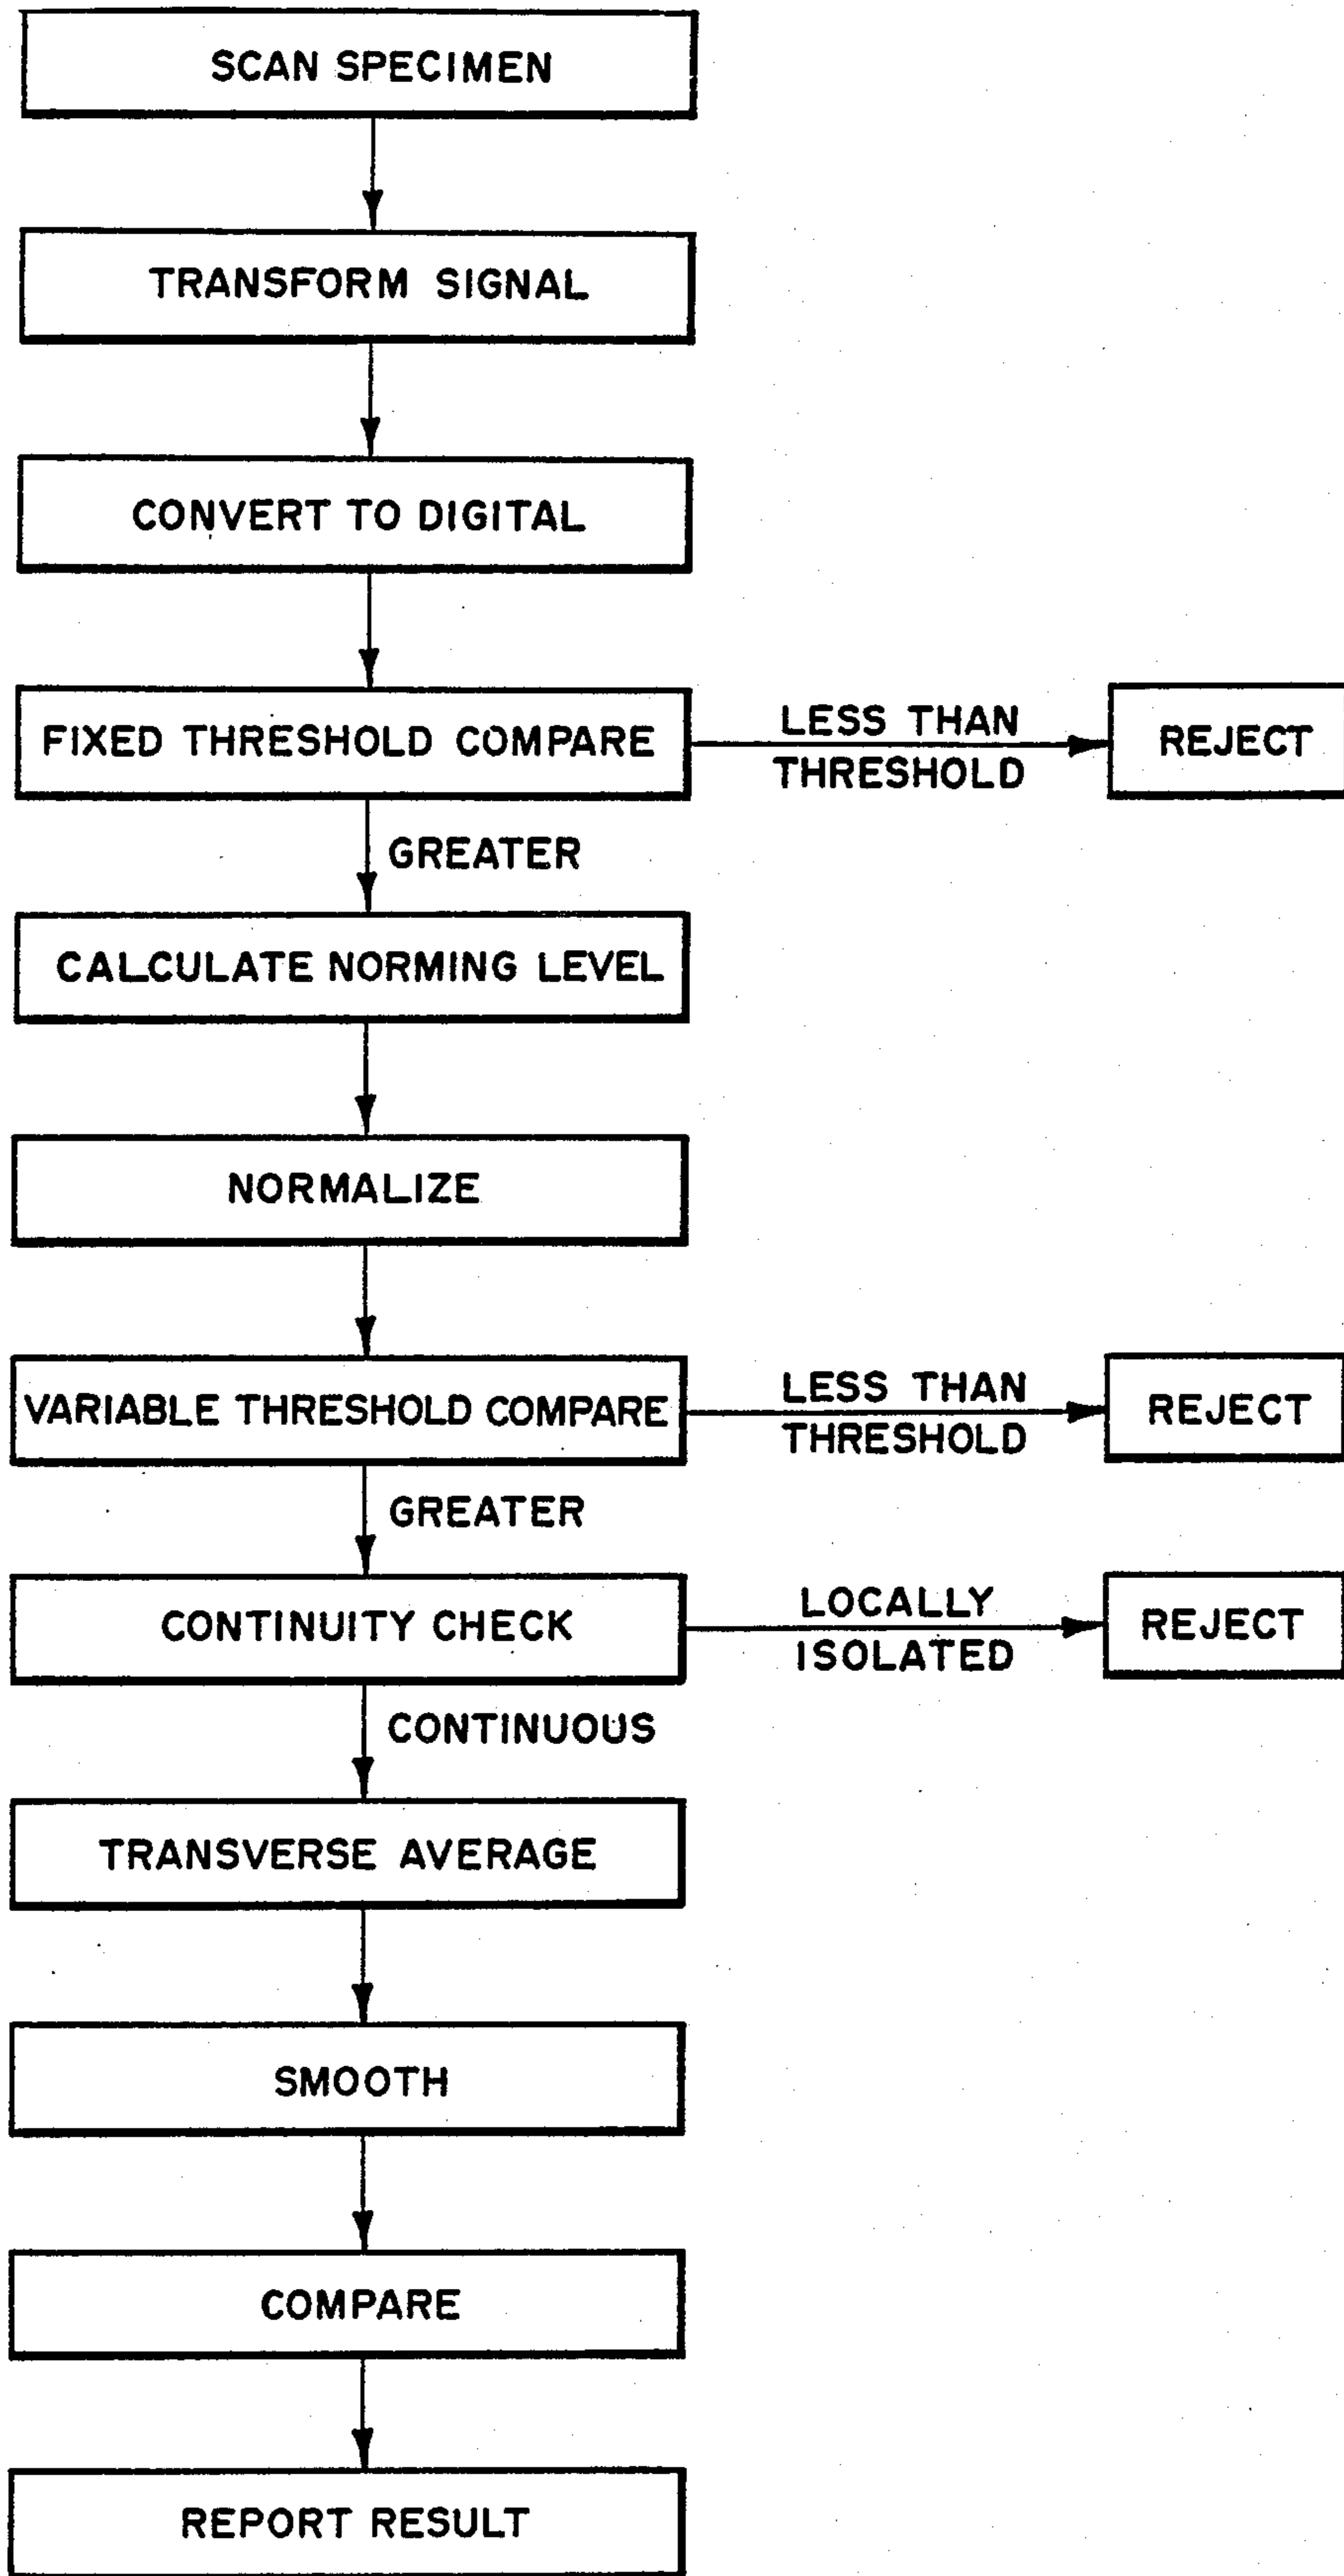 SCAN SPECIMEN
TRANSFORM SIGNAL
CONVERT TO DIGITAL
FIXED THRESHOLD COMPARE
LESS THAN
THRESHOLD
REJECT
GREATER
CALCULATE NORMING LEVEL
NORMALIZE
VARIABLE THRESHOLD COMPARE
LESS THAN
THRESHOLD
REJECT
GREATER
CONTINUITY CHECK
LOCALLY
ISOLATED
REJECT
CONTINUOUS
TRANSVERSE AVERAGE
SMOOTH
COMPARE
REPORT RESULT